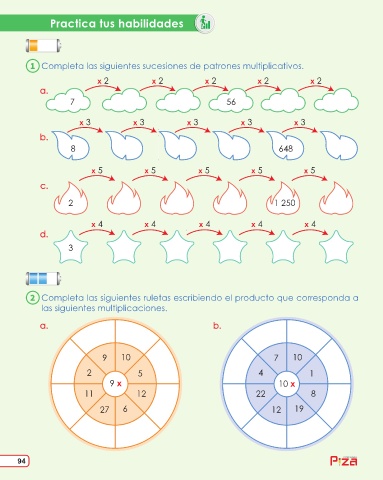 Practica tus habilidades
1 Completa las siguientes sucesiones de patrones multiplicativos.
a.
x 2 x 2 x 2 x 2 x 2
7 56
b.
x 3 x 3 x 3 x 3 x 3
8 648
c.
x 5 x 5 x 5 x 5 x 5
2 1 250
d.
x 4 x 4 x 4 x 4 x 4
3
2 Completa las siguientes ruletas escribiendo el producto que corresponda a
las siguientes multiplicaciones.
a. b.
9 10
2 5
9 x
11 12
27 6
7 10
4 1
10 x
22 8
12 19
94
Piza